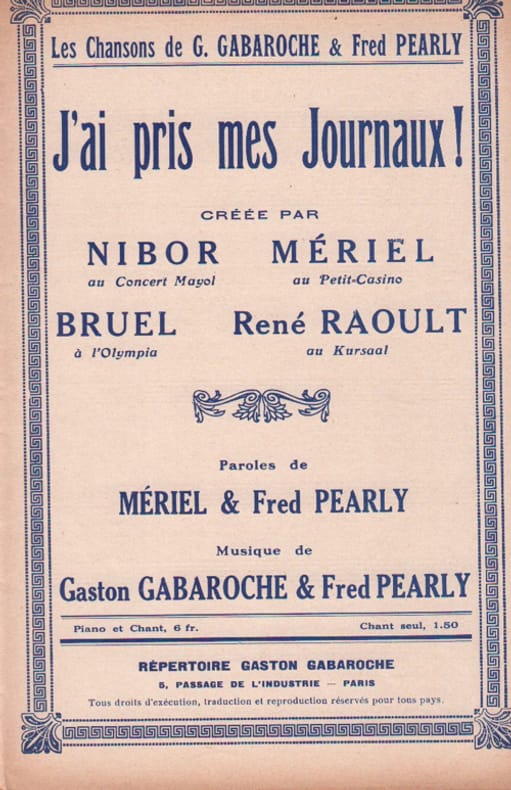 Les Chansons de G. GABAROCHE & Fred PEARLY
J'ai pris mes Journaux!
CRÉÉE PAR
NIBOR MÉRIEL
au Concert Mayol au Petit-Casino
BRUEL René RAOULT
à l'Olympia au Kursaal
Paroles de
MÉRIEL & Fred PEARLY
Musique de
Gaston GABAROCHE & Fred PEARLY
Piano et Chant, 6 fr. Chant seul, 1.50
RÉPERTOIRE GASTON GABAROCHE
5, PASSAGE DE L'INDUSTRIE — PARIS
Tous droits d'exécution, traduction et reproduction réservés pour tous pays.